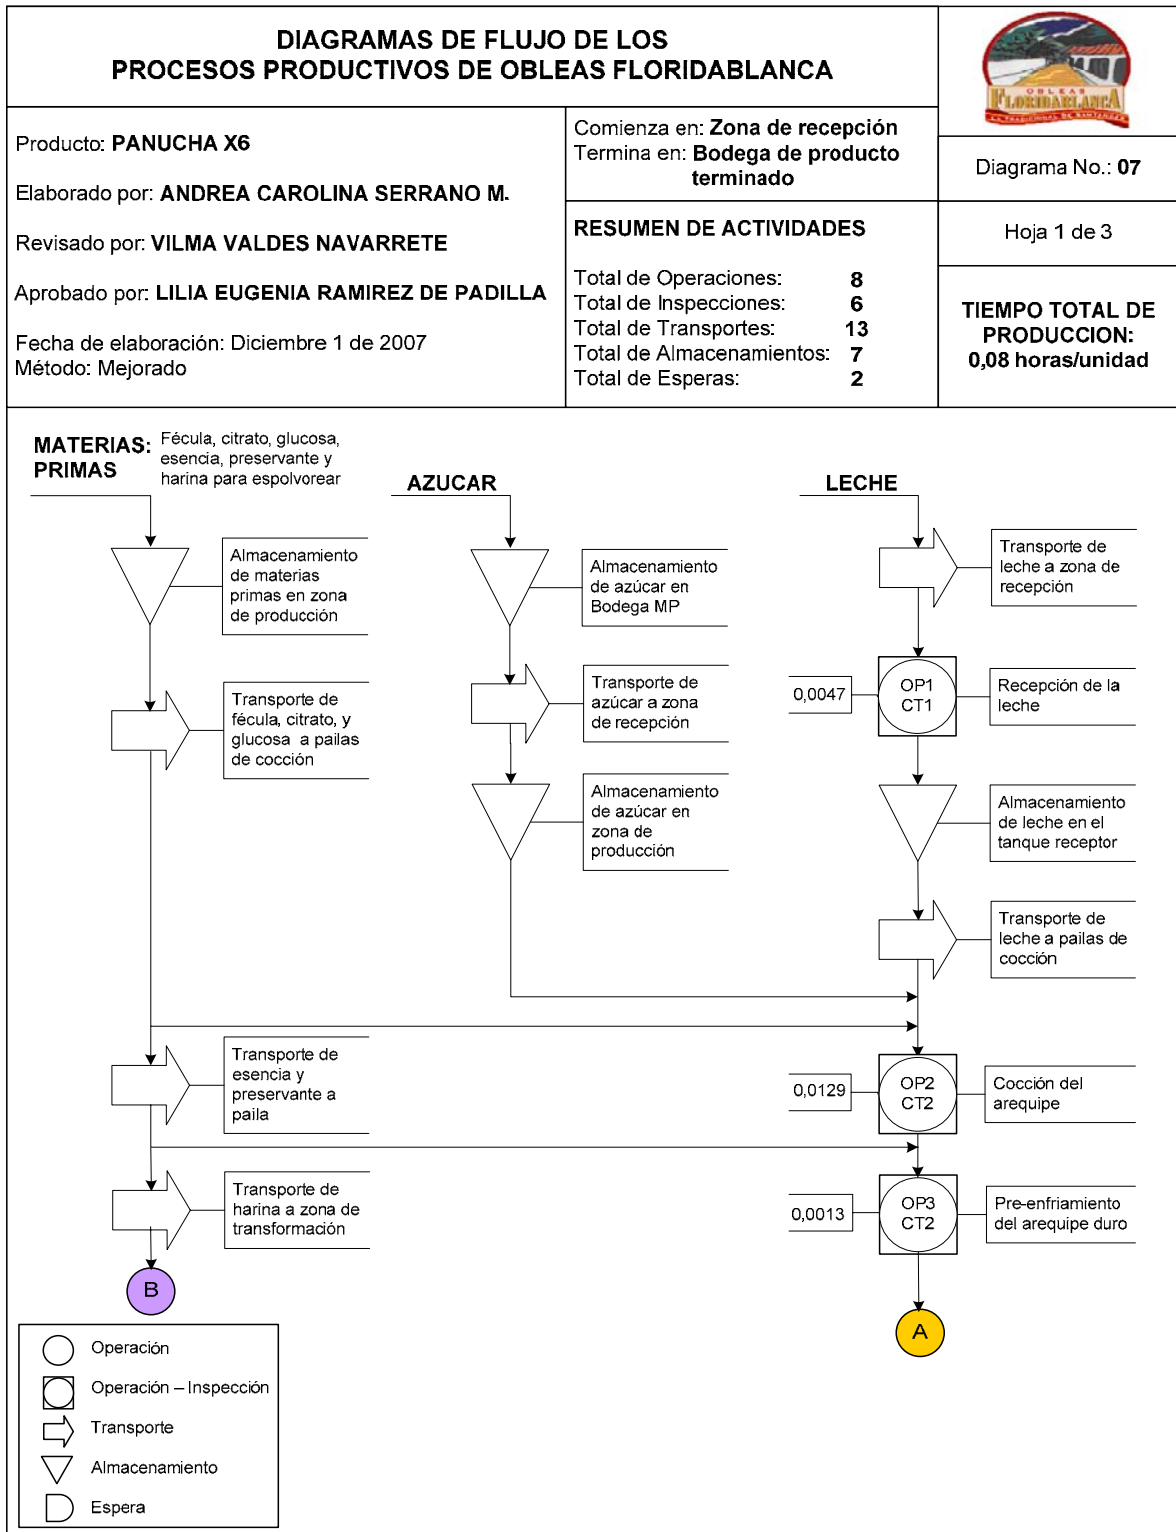 DIAGRAMAS DE FLUJO DE LOS
PROCESOS PRODUCTIVOS DE OBLEAS FLORIDABLANCA
OBLEAS
FLORIDABLANCA
LA TRADICIONAL DE SANTANDER
Producto: PANUCHA X6
Elaborado por: ANDREA CAROLINA SERRANO M.
Revisado por: VILMA VALDES NAVARRETE
Aprobado por: LILIA EUGENIA RAMIREZ DE PADILLA
Fecha de elaboración: Diciembre 1 de 2007
Método: Mejorado
Comienza en: Zona de recepción
Termina en: Bodega de producto
terminado
RESUMEN DE ACTIVIDADES
Total de Operaciones: 8
Total de Inspecciones: 6
Total de Transportes: 13
Total de Almacenamientos: 7
Total de Esperas: 2
Diagrama No.: 07
Hoja 1 de 3
TIEMPO TOTAL DE
PRODUCCION:
0,08 horas/unidad
MATERIAS:
PRIMAS
Fécula, citrato, glucosa,
esencia, preservante y
harina para espolvorear
Almacenamiento
de materias
primas en zona
de producción
Transporte de
fécula, citrato, y
glucosa a pailas
de cocción
Transporte de
esencia y
preservante a
paila
Transporte de
harina a zona de
transformación
B
AZUCAR
Almacenamiento
de azúcar en
Bodega MP
Transporte de
azúcar a zona
de recepción
Almacenamiento
de azúcar en
zona de
producción
LECHE
Transporte de
leche a zona de
recepción
0,0047
OP1
CT1
Recepción de la
leche
Almacenamiento
de leche en el
tanque receptor
Transporte de
leche a pailas de
cocción
0,0129
OP2
CT2
Cocción del
arequipe
0,0013
OP3
CT2
Pre-enfriamiento
del arequipe duro
A
Operación
Operación – Inspección
Transporte
Almacenamiento
Espera